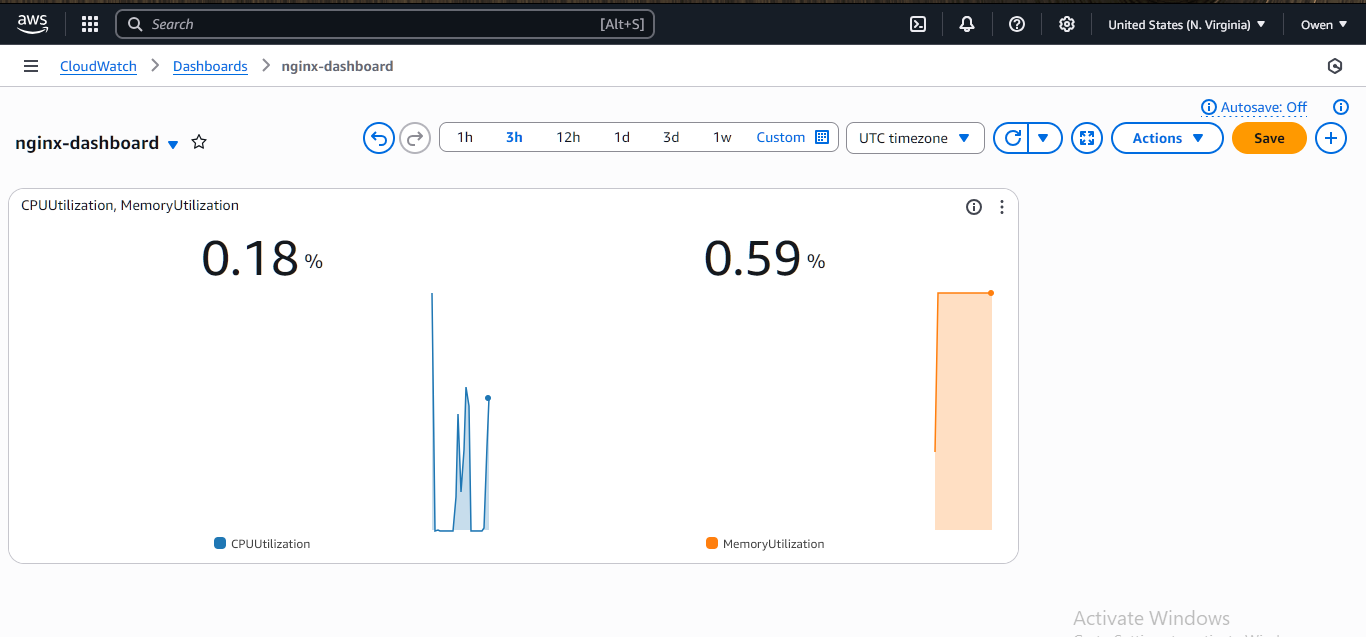 aws Search [Alt+S] United States (N. Virginia) Owen
CloudWatch Dashboards nginx-dashboard
Autosave: Off
nginx-dashboard 1h 3h 12h 1d 3d 1w Custom UTC timezone Actions Save
CPUUtilization, MemoryUtilization
0.18 % 0.59 %
CPUUtilization MemoryUtilization
Activate Windows